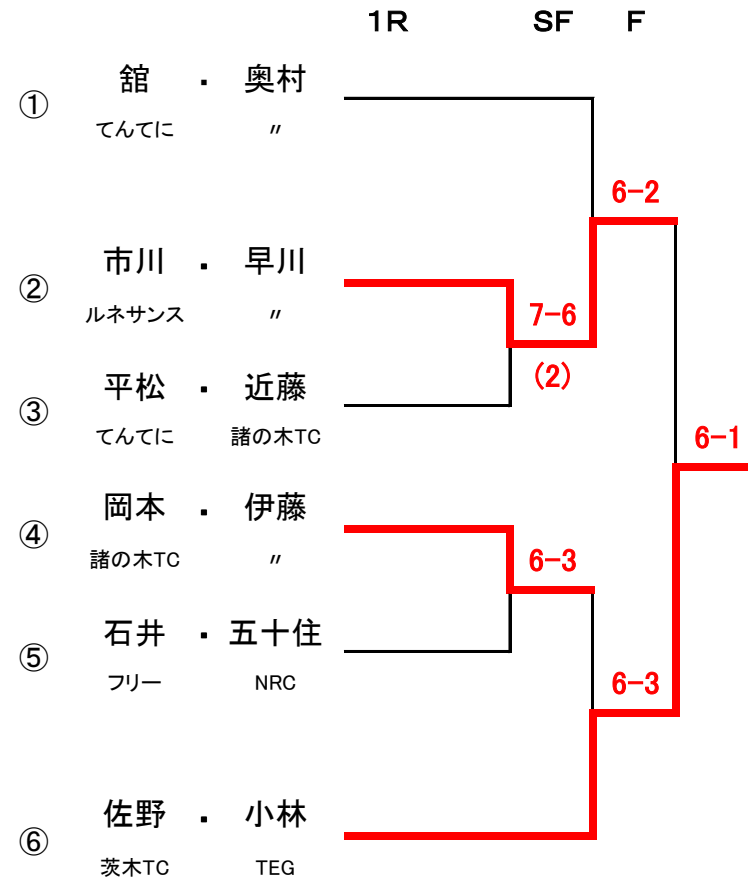 1R SF F
① 舘 ・ 奥村
てんてに 〃
6-2
② 市川 ・ 早川
ルネサンス 〃
7-6
(2)
③ 平松 ・ 近藤
てんてに 諸の木TC
6-1
④ 岡本 ・ 伊藤
諸の木TC 〃
6-3
⑤ 石井 ・ 五十住
フリー NRC
6-3
⑥ 佐野 ・ 小林
茨木TC TEG